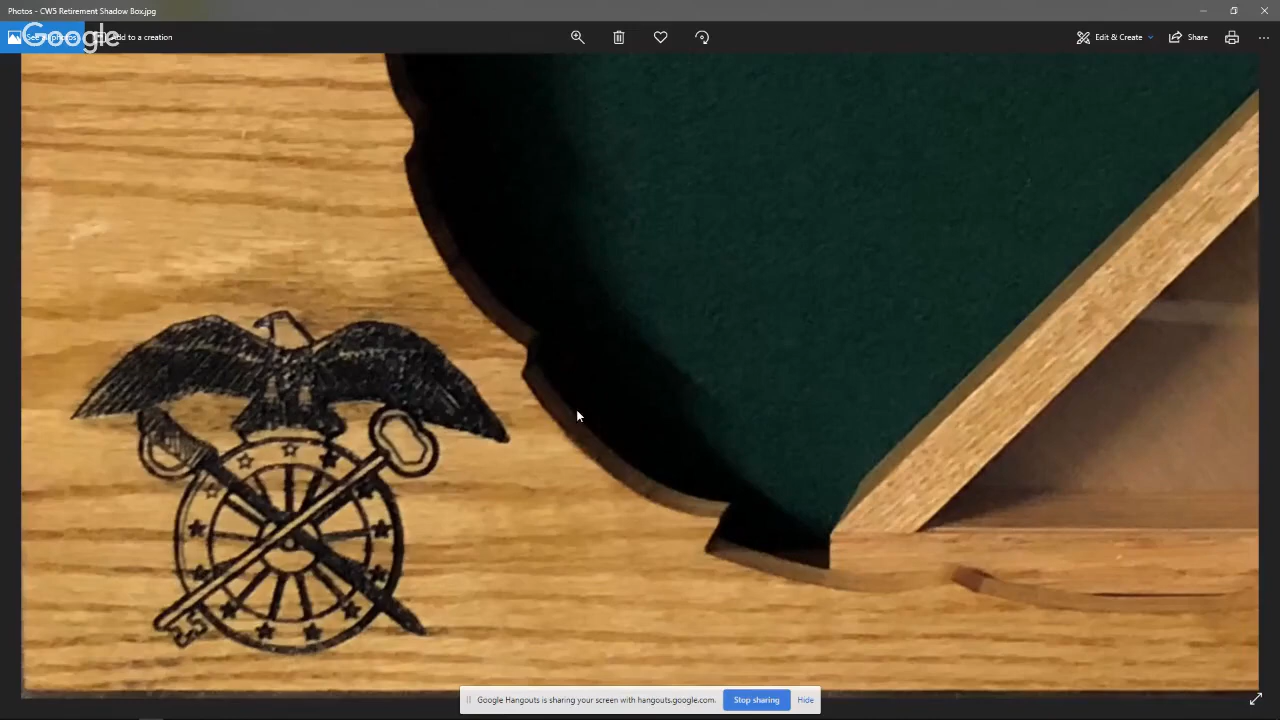 Photos - CW5 Retirement Shadow Box.jpg
Google
Add to a creation
Edit & Create
Share
Google Hangouts is sharing your screen with hangouts.google.com.
Stop sharing
Hide